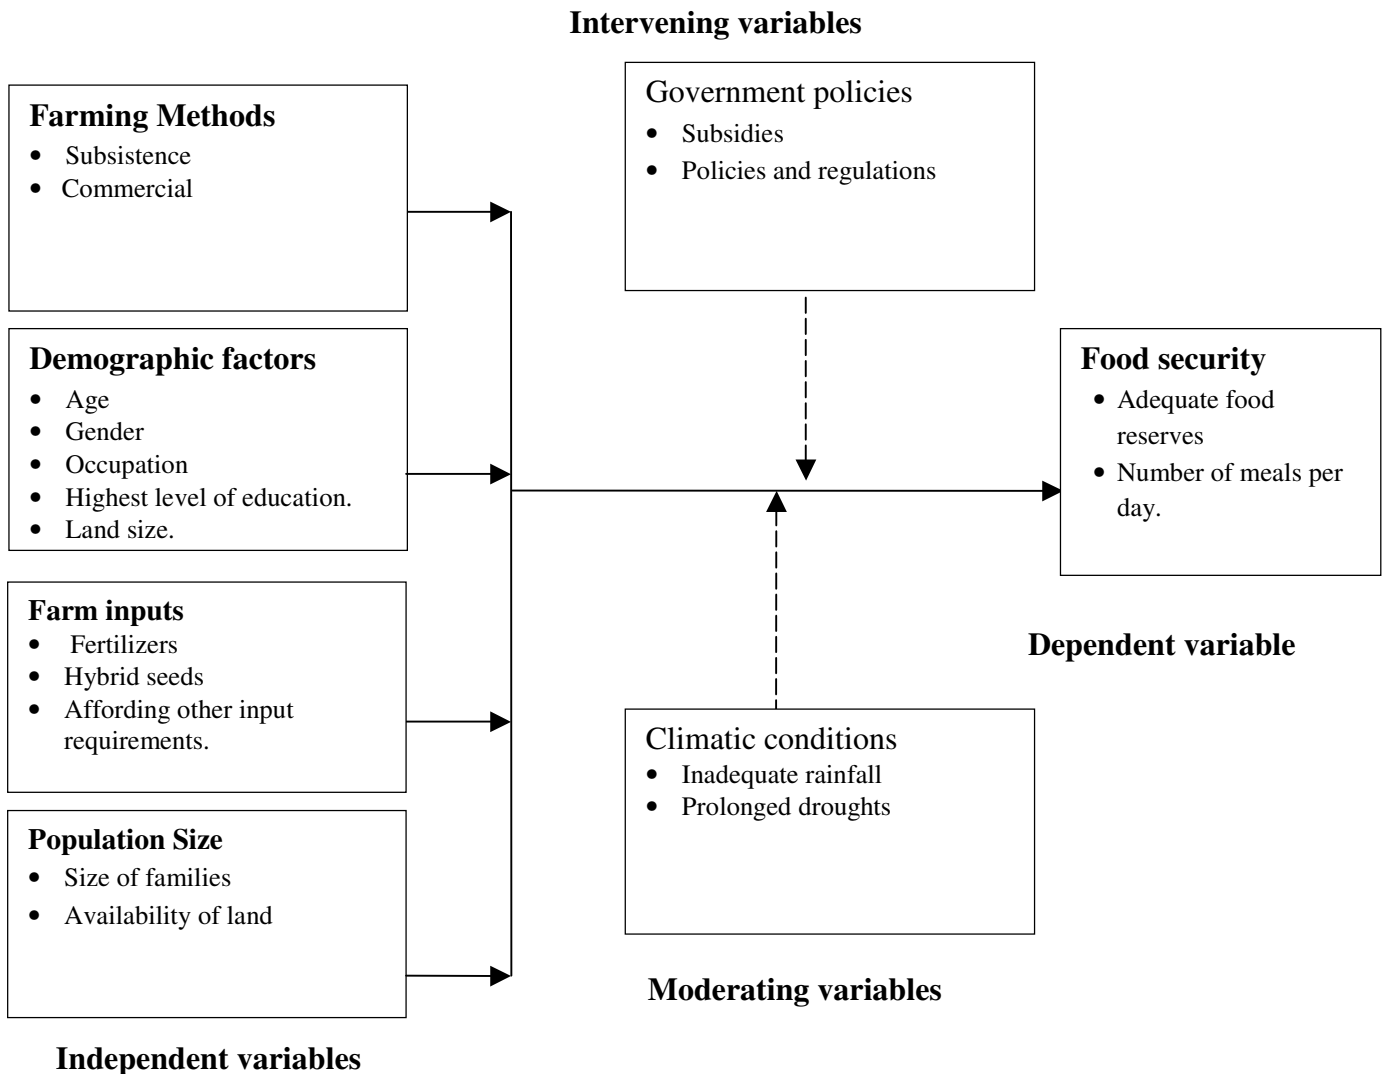 Intervening variables
Farming Methods
• Subsistence
• Commercial
Demographic factors
• Age
• Gender
• Occupation
• Highest level of education.
• Land size.
Farm inputs
• Fertilizers
• Hybrid seeds
• Affording other input
requirements.
Population Size
• Size of families
• Availability of land
Independent variables
Government policies
• Subsidies
• Policies and regulations
Climatic conditions
• Inadequate rainfall
• Prolonged droughts
Moderating variables
Food security
• Adequate food
reserves
• Number of meals per
day.
Dependent variable